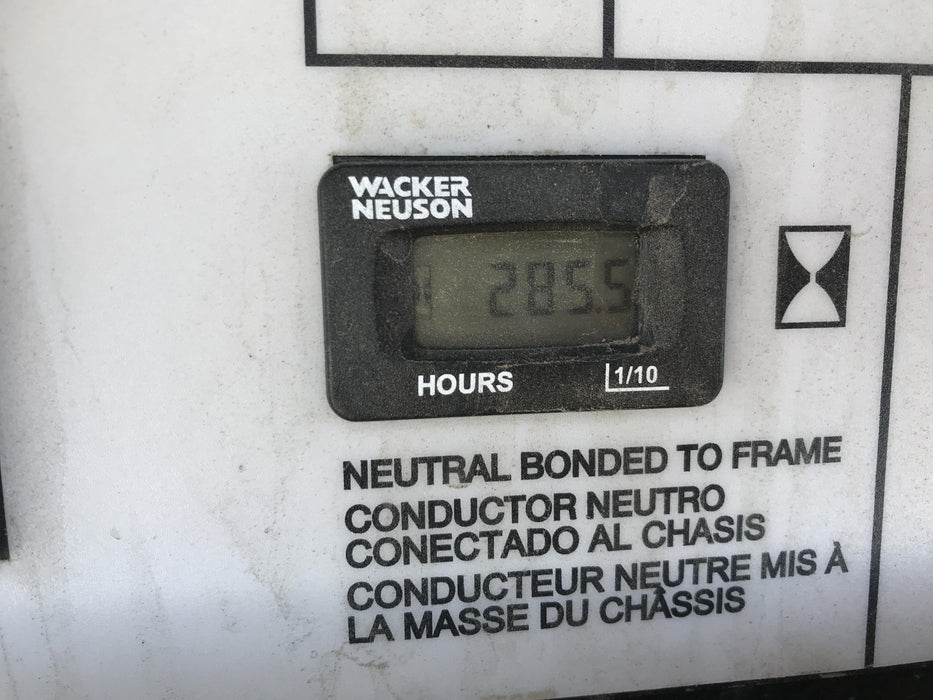 WACKER
NEUSON
285.5
HOURS
1/10
NEUTRAL BONDED TO FRAME
CONDUCTOR NEUTRO
CONECTADO AL CHASIS
CONDUCTEUR NEUTRE MIS À
LA MASSE DU CHÂSSIS